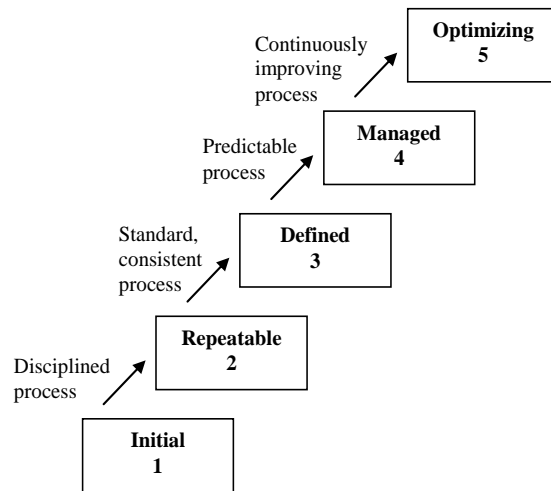 Optimizing
5
Continuously
improving
process
Managed
4
Predictable
process
Defined
3
Standard,
consistent
process
Repeatable
2
Disciplined
process
Initial
1